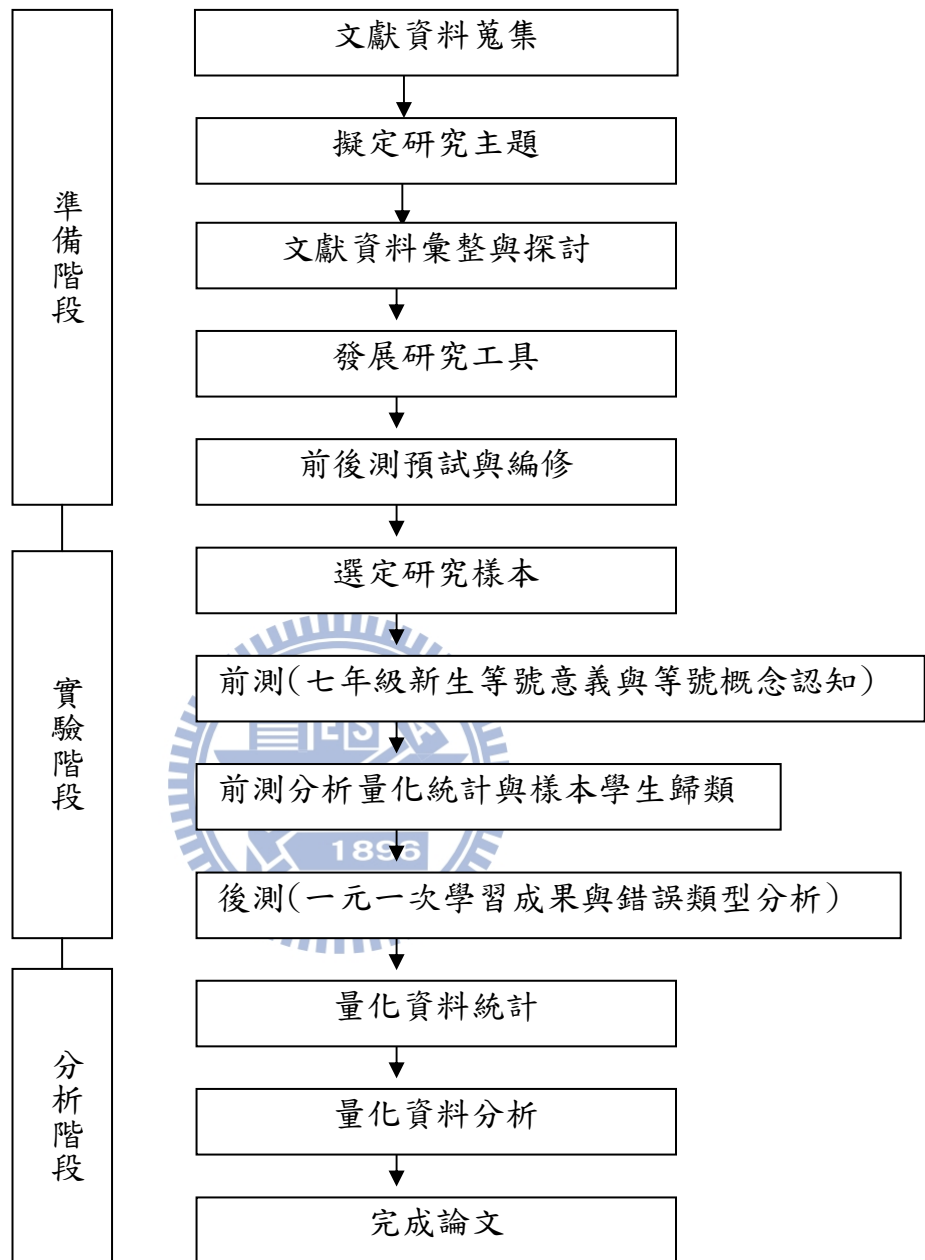 準備階段
文獻資料蒐集
擬定研究主題
文獻資料彙整與探討
發展研究工具
前後測預試與編修
實驗階段
選定研究樣本
前測(七年級新生等號意義與等號概念認知)
前測分析量化統計與樣本學生歸類
後測(一元一次學習成果與錯誤類型分析)
分析階段
量化資料統計
量化資料分析
完成論文
ES
1896